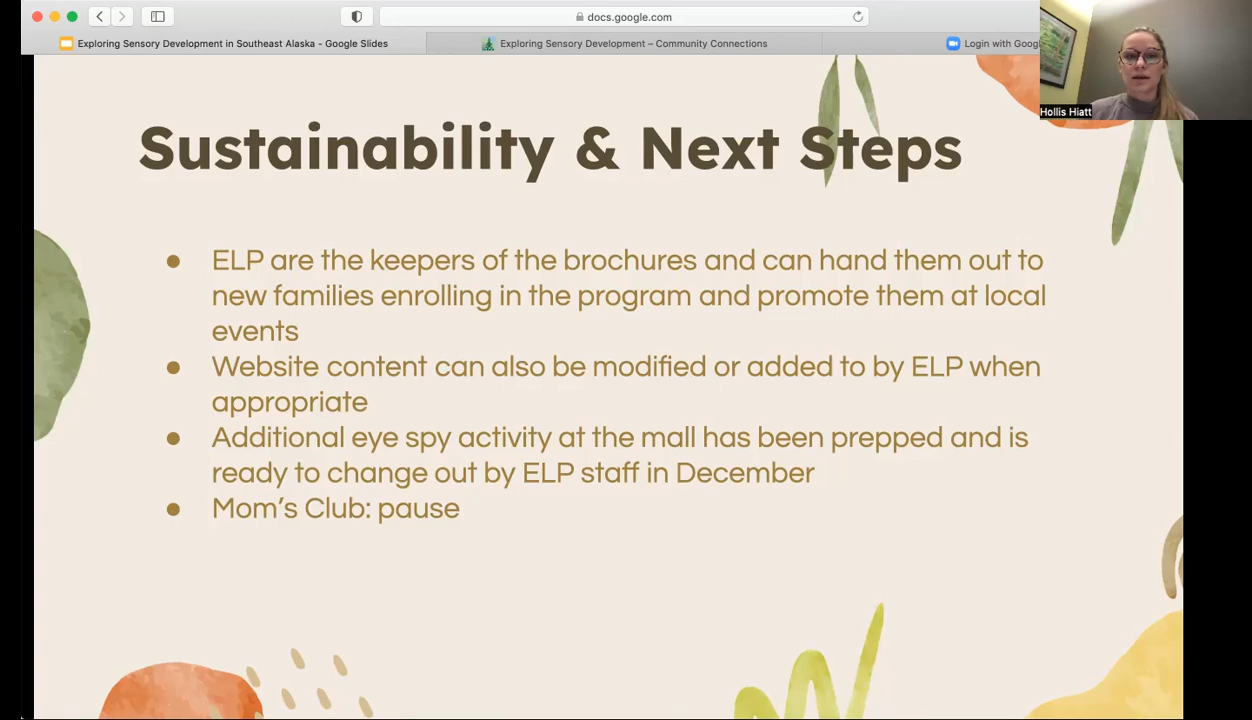 docs.google.com
Exploring Sensory Development in Southeast Alaska - Google Slides
Exploring Sensory Development – Community Connections
Login with Goog
Hollis Hiatt
Sustainability & Next Steps
● ELP are the keepers of the brochures and can hand them out to
new families enrolling in the program and promote them at local
events
● Website content can also be modified or added to by ELP when
appropriate
● Additional eye spy activity at the mall has been prepped and is
ready to change out by ELP staff in December
● Mom’s Club: pause